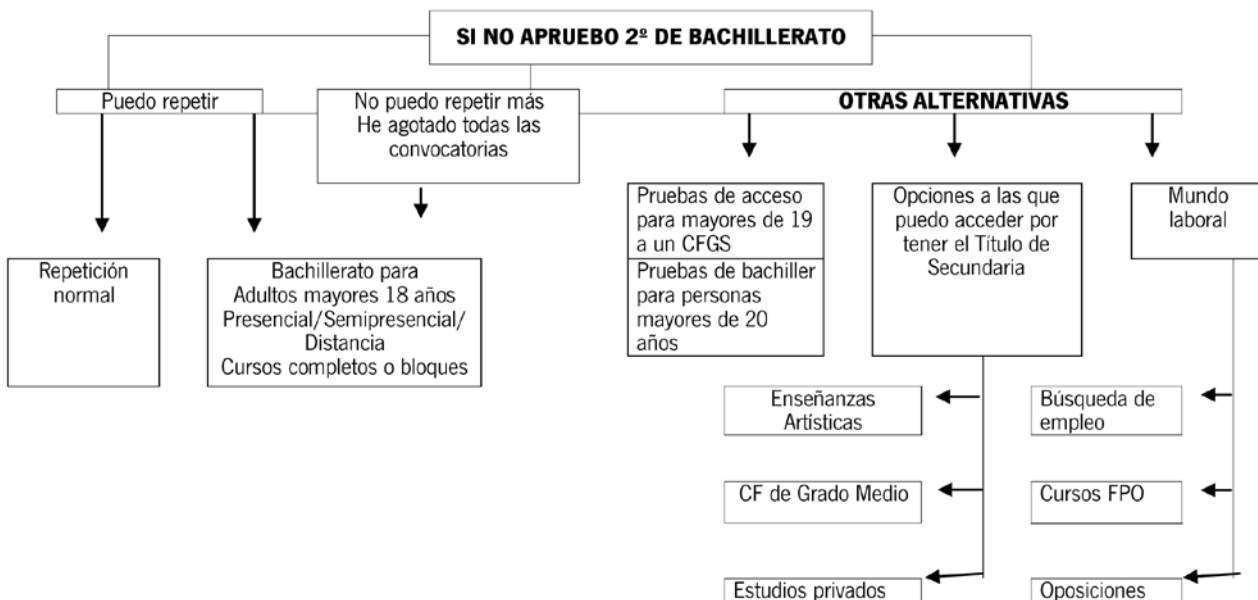 SI NO APRUEBO 2º DE BACHILLERATO
Puedo repetir
No puedo repetir más
He agotado todas las
convocatorias
OTRAS ALTERNATIVAS
Repetición
normal
Bachillerato para
Adultos mayores 18 años
Presencial/Semipresencial/
Distancia
Cursos completos o bloques
Pruebas de acceso
para mayores de 19
a un CFGS
Pruebas de bachiller
para personas
mayores de 20
años
Opciones a las que
puedo acceder por
tener el Título de
Secundaria
Mundo
laboral
Enseñanzas
Artísticas
CF de Grado Medio
Estudios privados
Búsqueda de
empleo
Cursos FPO
Oposiciones